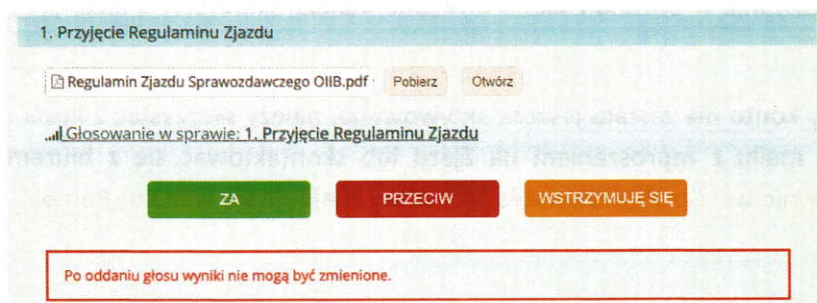 1. Przyjęcie Regulaminu Zjazdu
Regulamin Zjazdu Sprawozdawczego OIIB.pdf Pobierz Otwórz
Głosowanie w sprawie: 1. Przyjęcie Regulaminu Zjazdu
ZA PRZECIW WSTRZYMUJĘ SIĘ
Po oddaniu głosu wyniki nie mogą być zmienione.